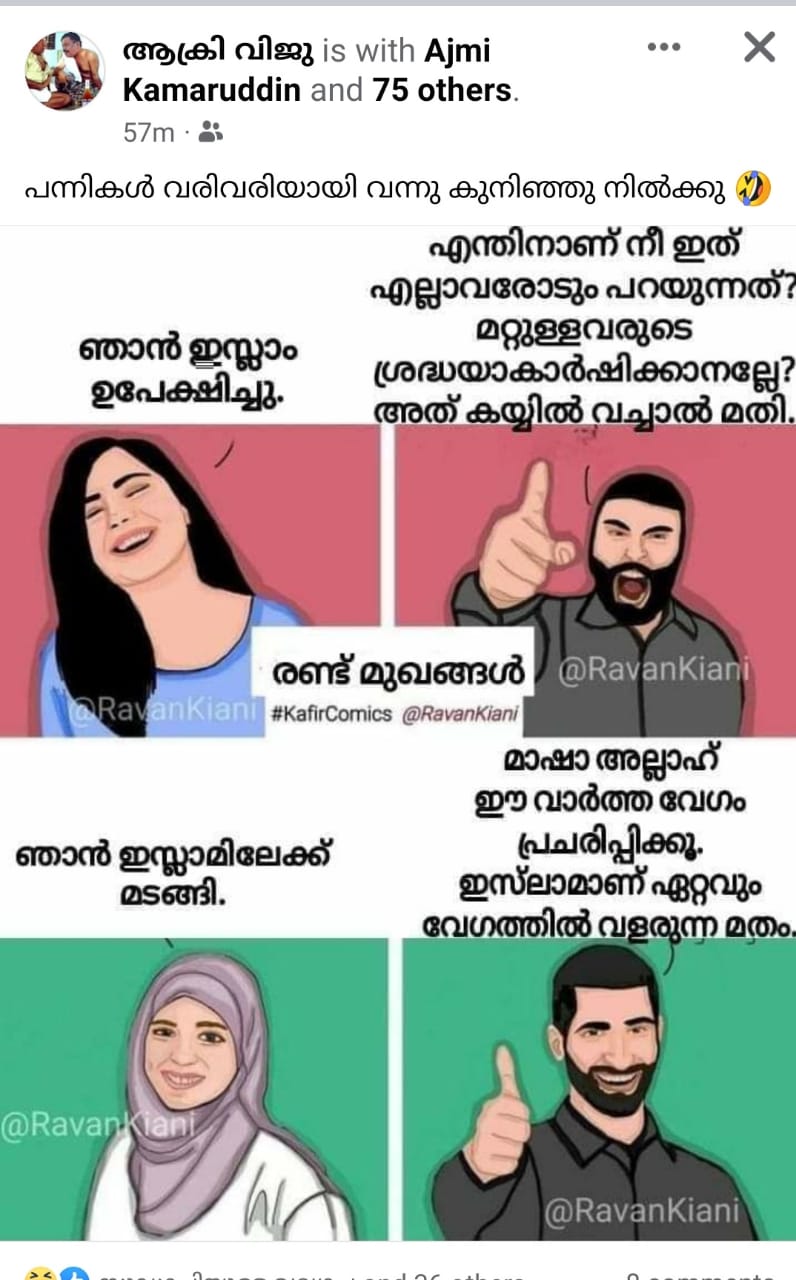 ആക്രി വിജു is with Ajmi
Kamaruddin and 75 others.
57m ·
പന്നികൾ വരിവരിയായി വന്നു കുനിഞ്ഞു നിൽക്കു 🤣
ഞാൻ ഇസ്ലാം
ഉപേക്ഷിച്ചു.
എന്തിനാണ് നീ ഇത്
എല്ലാവരോടും പറയുന്നത്?
മറ്റുള്ളവരുടെ
ശ്രദ്ധയാകാർഷിക്കാനല്ലേ?
അത് കയ്യിൽ വച്ചാൽ മതി.
@RavanKiani
@RavanKiani
രണ്ട് മുഖങ്ങൾ
#KafirComics @RavanKiani
ഞാൻ ഇസ്ലാമിലേക്ക്
മടങ്ങി.
മാഷാ അല്ലാഹ്
ഈ വാർത്ത വേഗം
പ്രചരിപ്പിക്കൂ.
ഇസ്ലാമാണ് ഏറ്റവും
വേഗത്തിൽ വളരുന്ന മതം.
@RavanKiani
@RavanKiani